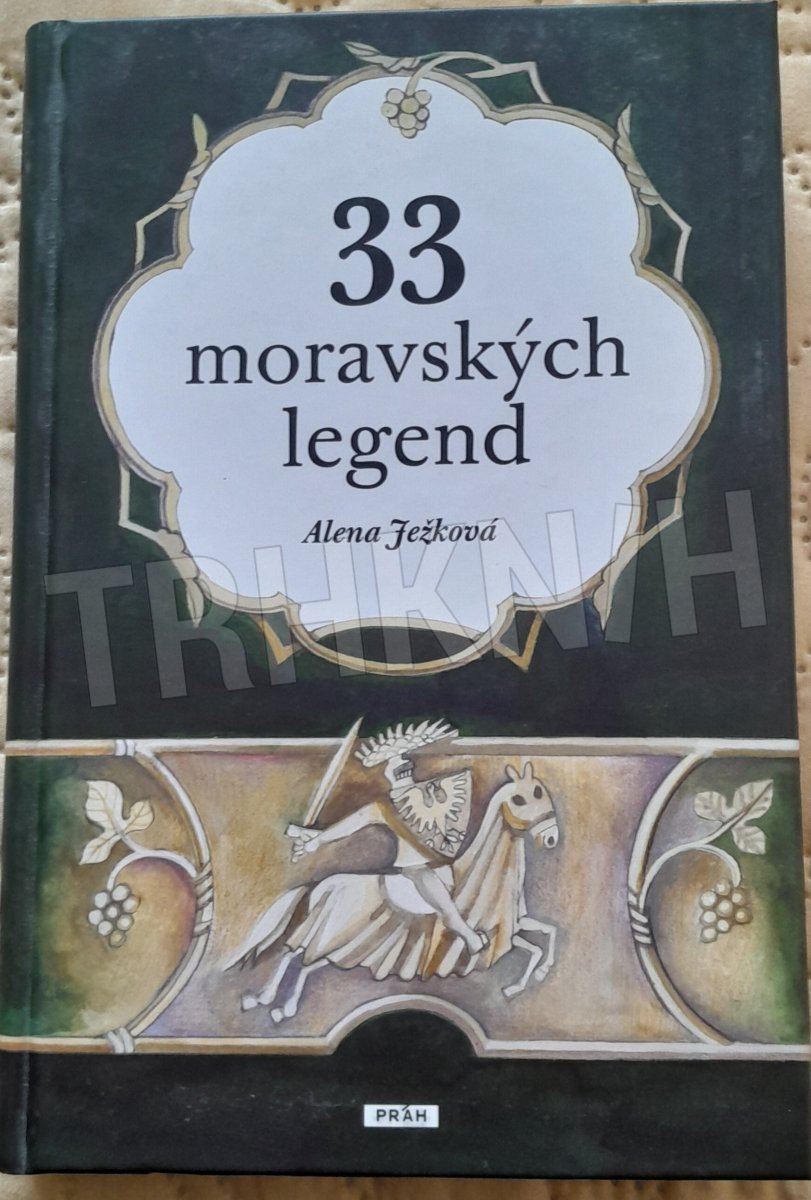 33
moravských
legend
Alena Ježková
TRHKNIH
PRÁH